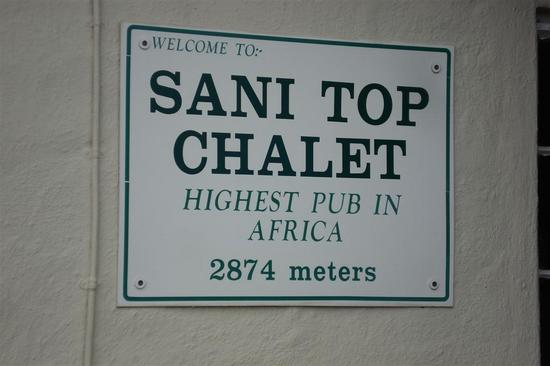 WELCOME TO:-
SANI TOP
CHALET
HIGHEST PUB IN
AFRICA
2874 meters